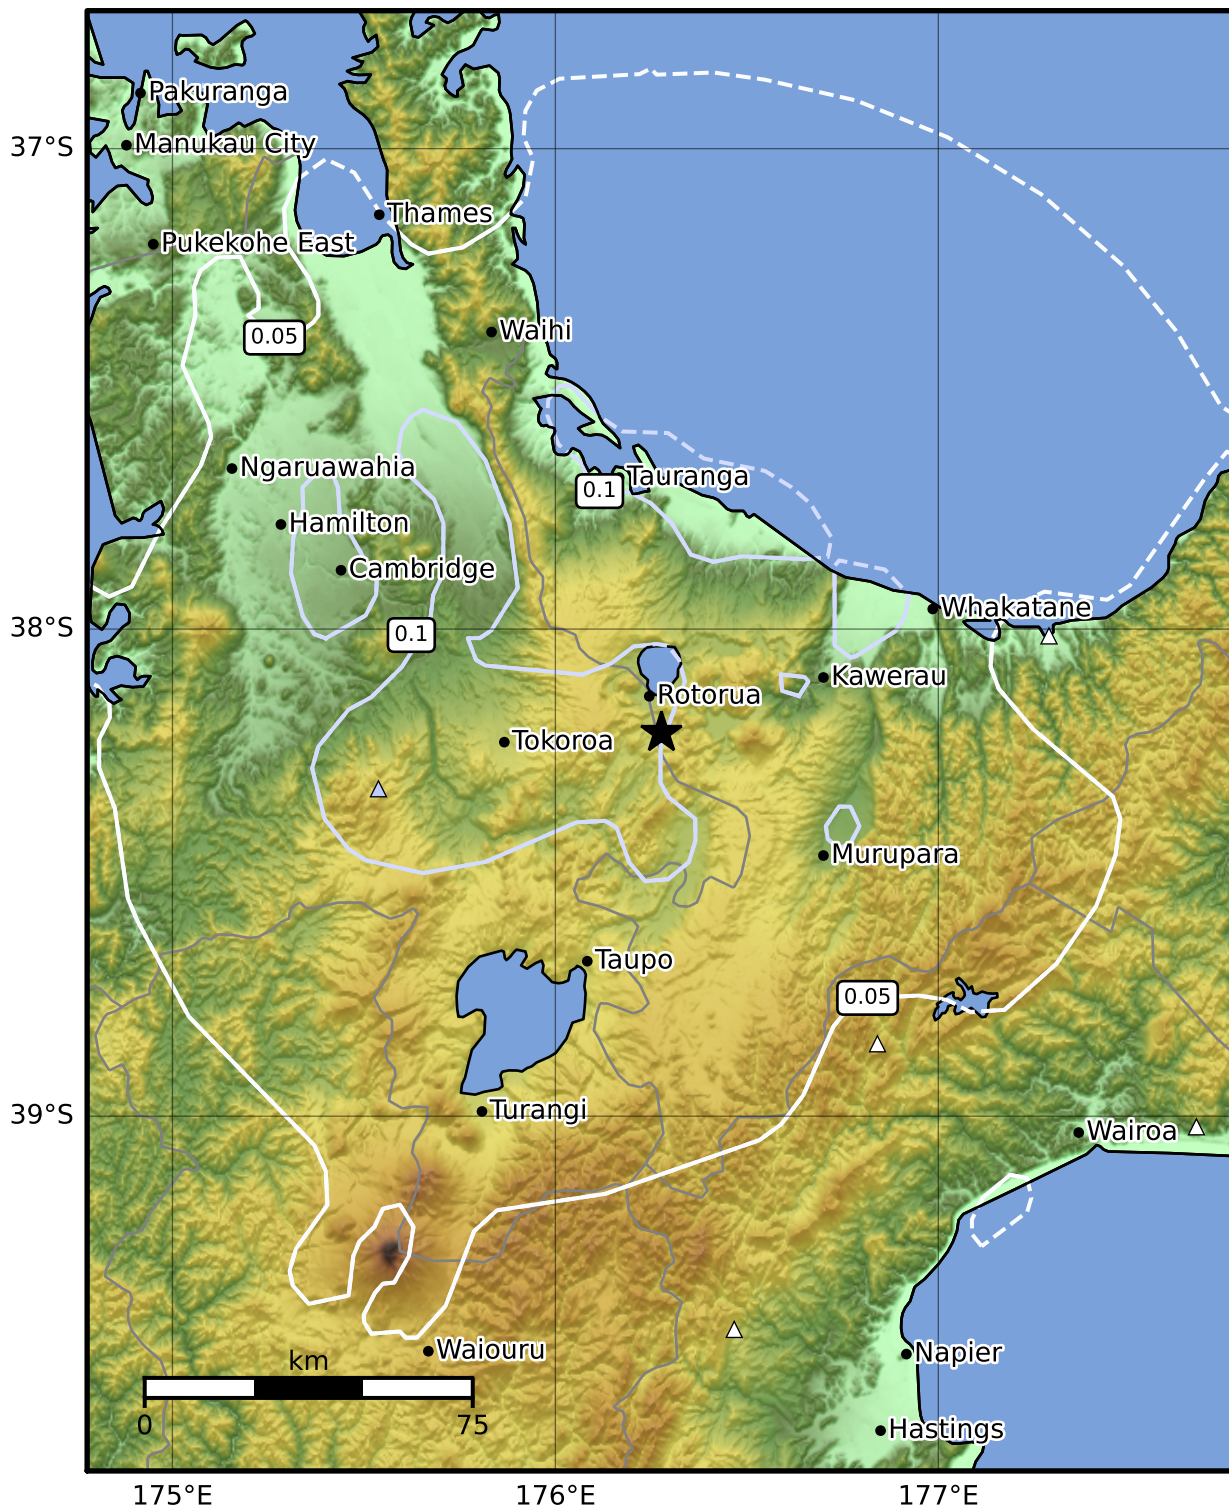 Pakuranga
37°S
Manukau City
Thames
Pukekohe East
0.05
Waihi
Ngaruawahia
Tauranga
0.1
Hamilton
Cambridge
Whakatane
38°S
0.1
Kawerau
Rotorua
Tokoroa
Murupara
Taupo
0.05
Turangi
39°S
Wairoa
Waiouru
Napier
km
0
75
Hastings
175°E
176°E
177°E